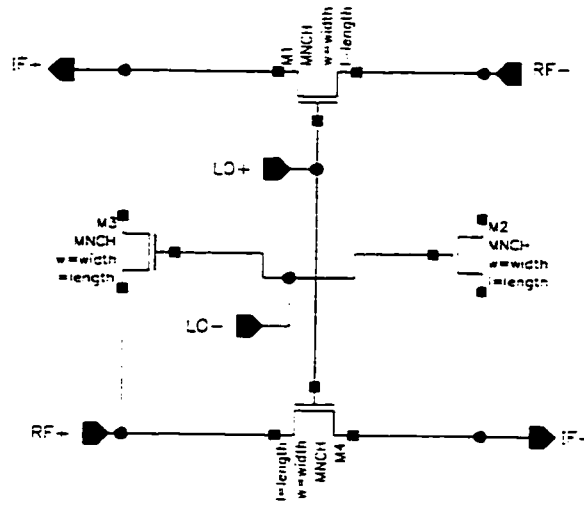 IF+
M1
MNCH
w=width
l=length
RF-
LO+
M3
MNCH
w=width
l=length
M2
MNCH
w=width
l=length
LO-
RF+
l=length
w=width
MNCH
M4
IF-